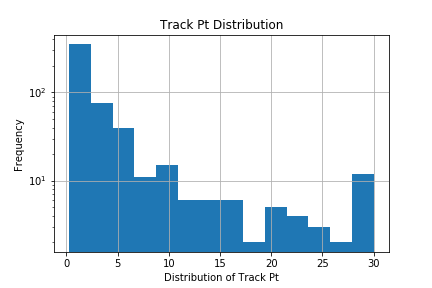 Track Pt Distribution
Frequency
10²
10¹
0 5 10 15 20 25 30
Distribution of Track Pt